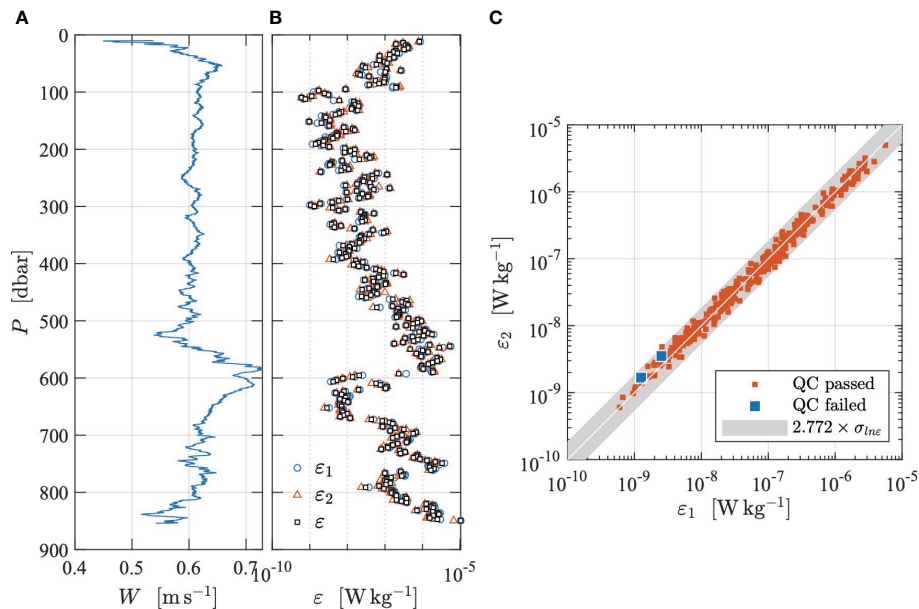 A
B
C
0
100
200
300
400
500
600
700
800
900
P [dbar]
0.4 0.5 0.6 0.7
W [m s⁻¹]
10⁻¹⁰ 10⁻⁵
ε [W kg⁻¹]
ε₁
ε₂
ε
10⁻⁵
10⁻⁶
10⁻⁷
10⁻⁸
10⁻⁹
10⁻¹⁰
ε₂ [W kg⁻¹]
QC passed
QC failed
2.772 × σlnε
10⁻¹⁰ 10⁻⁹ 10⁻⁸ 10⁻⁷ 10⁻⁶ 10⁻⁵
ε₁ [W kg⁻¹]